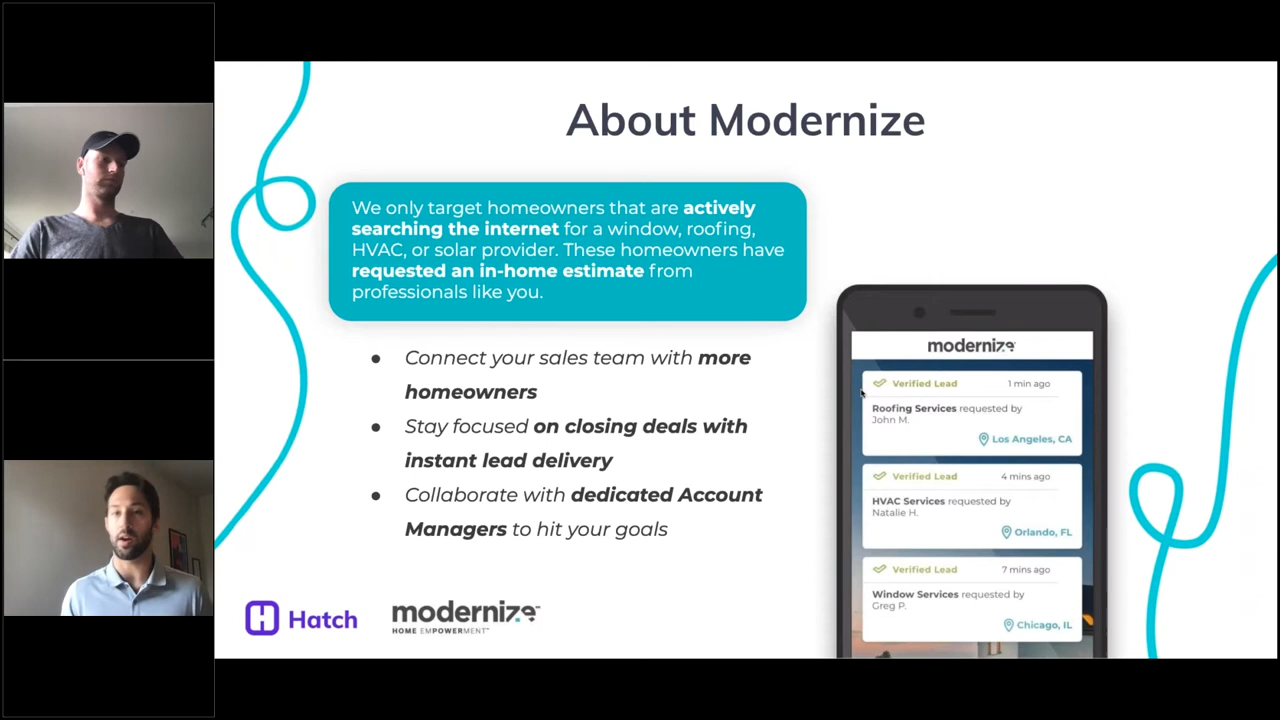 About Modernize
We only target homeowners that are actively
searching the internet for a window, roofing,
HVAC, or solar provider. These homeowners have
requested an in-home estimate from
professionals like you.
● Connect your sales team with more
homeowners
● Stay focused on closing deals with
instant lead delivery
● Collaborate with dedicated Account
Managers to hit your goals
Hatch
modernize™
HOME EMPOWERMENT™
modernize
Verified Lead 1 min ago
Roofing Services requested by
John M.
Los Angeles, CA
Verified Lead 4 mins ago
HVAC Services requested by
Natalie H.
Orlando, FL
Verified Lead 7 mins ago
Window Services requested by
Greg P.
Chicago, IL